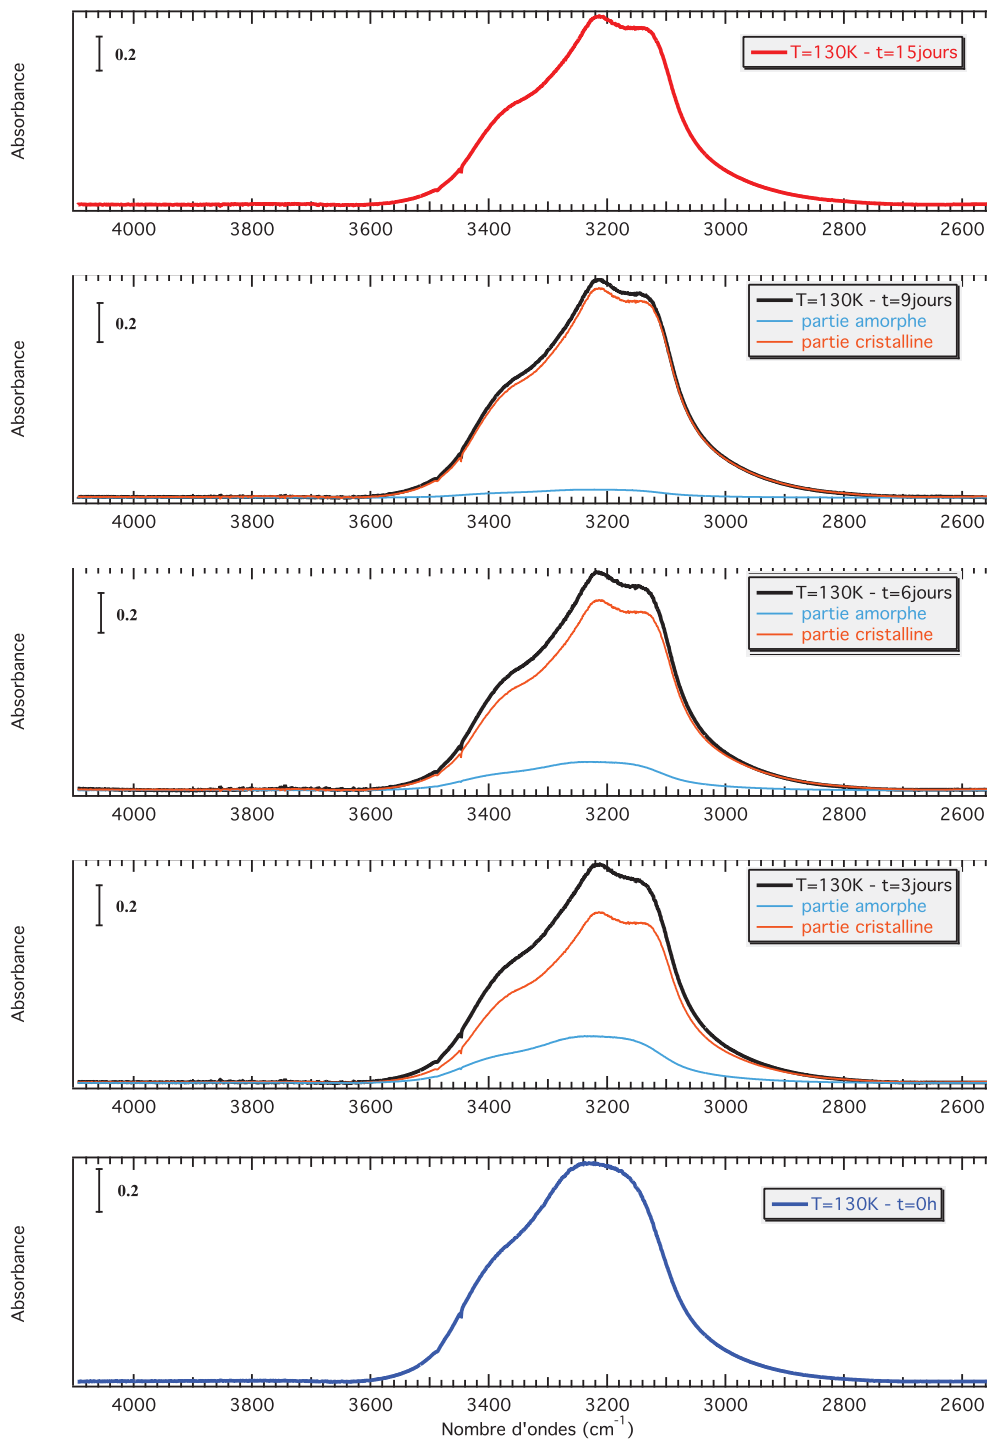 0.2
T=130K - t=15jours
Absorbance
4000 3800 3600 3400 3200 3000 2800 2600
0.2
T=130K - t=9jours
partie amorphe
partie cristalline
Absorbance
4000 3800 3600 3400 3200 3000 2800 2600
0.2
T=130K - t=6jours
partie amorphe
partie cristalline
Absorbance
4000 3800 3600 3400 3200 3000 2800 2600
0.2
T=130K - t=3jours
partie amorphe
partie cristalline
Absorbance
4000 3800 3600 3400 3200 3000 2800 2600
0.2
T=130K - t=0h
Absorbance
4000 3800 3600 3400 3200 3000 2800 2600
Nombre d'ondes (cm⁻¹)